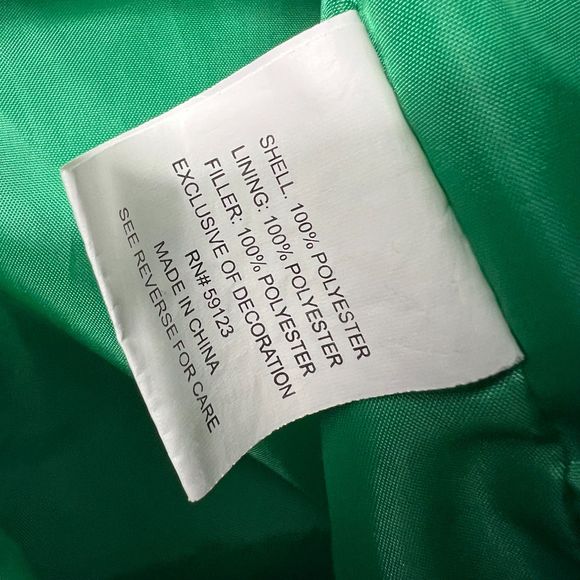 SHELL. 100% POLYESTER
LINING: 100% POLYESTER
FILLER: 100% POLYESTER
EXCLUSIVE OF DECORATION
RN# 59123
MADE IN CHINA
SEE REVERSE FOR CARE